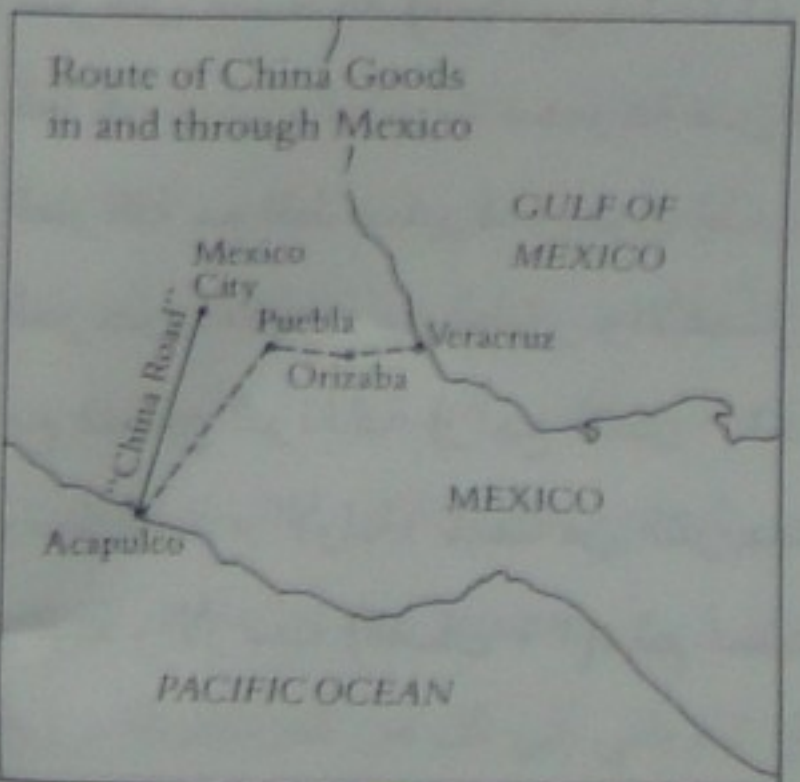 Route of China Goods
in and through Mexico
GULF OF
MEXICO
Mexico
City
"China Road"
Puebla
Veracruz
Orizaba
MEXICO
Acapulco
PACIFIC OCEAN